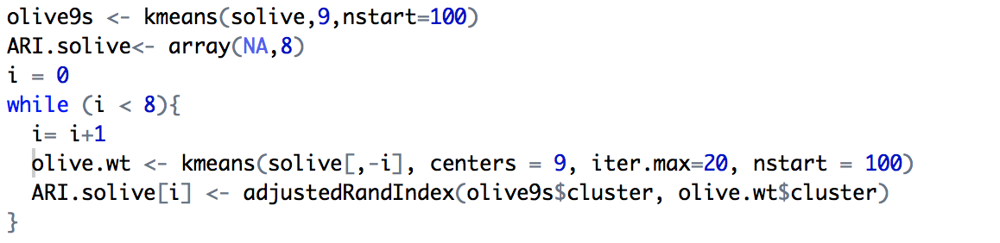 olive9s <- kmeans(solive,9,nstart=100)
ARI.solive<- array(NA,8)
i = 0
while (i < 8){
  i= i+1
  olive.wt <- kmeans(solive[,-i], centers = 9, iter.max=20, nstart = 100)
  ARI.solive[i] <- adjustedRandIndex(olive9s$cluster, olive.wt$cluster)
}